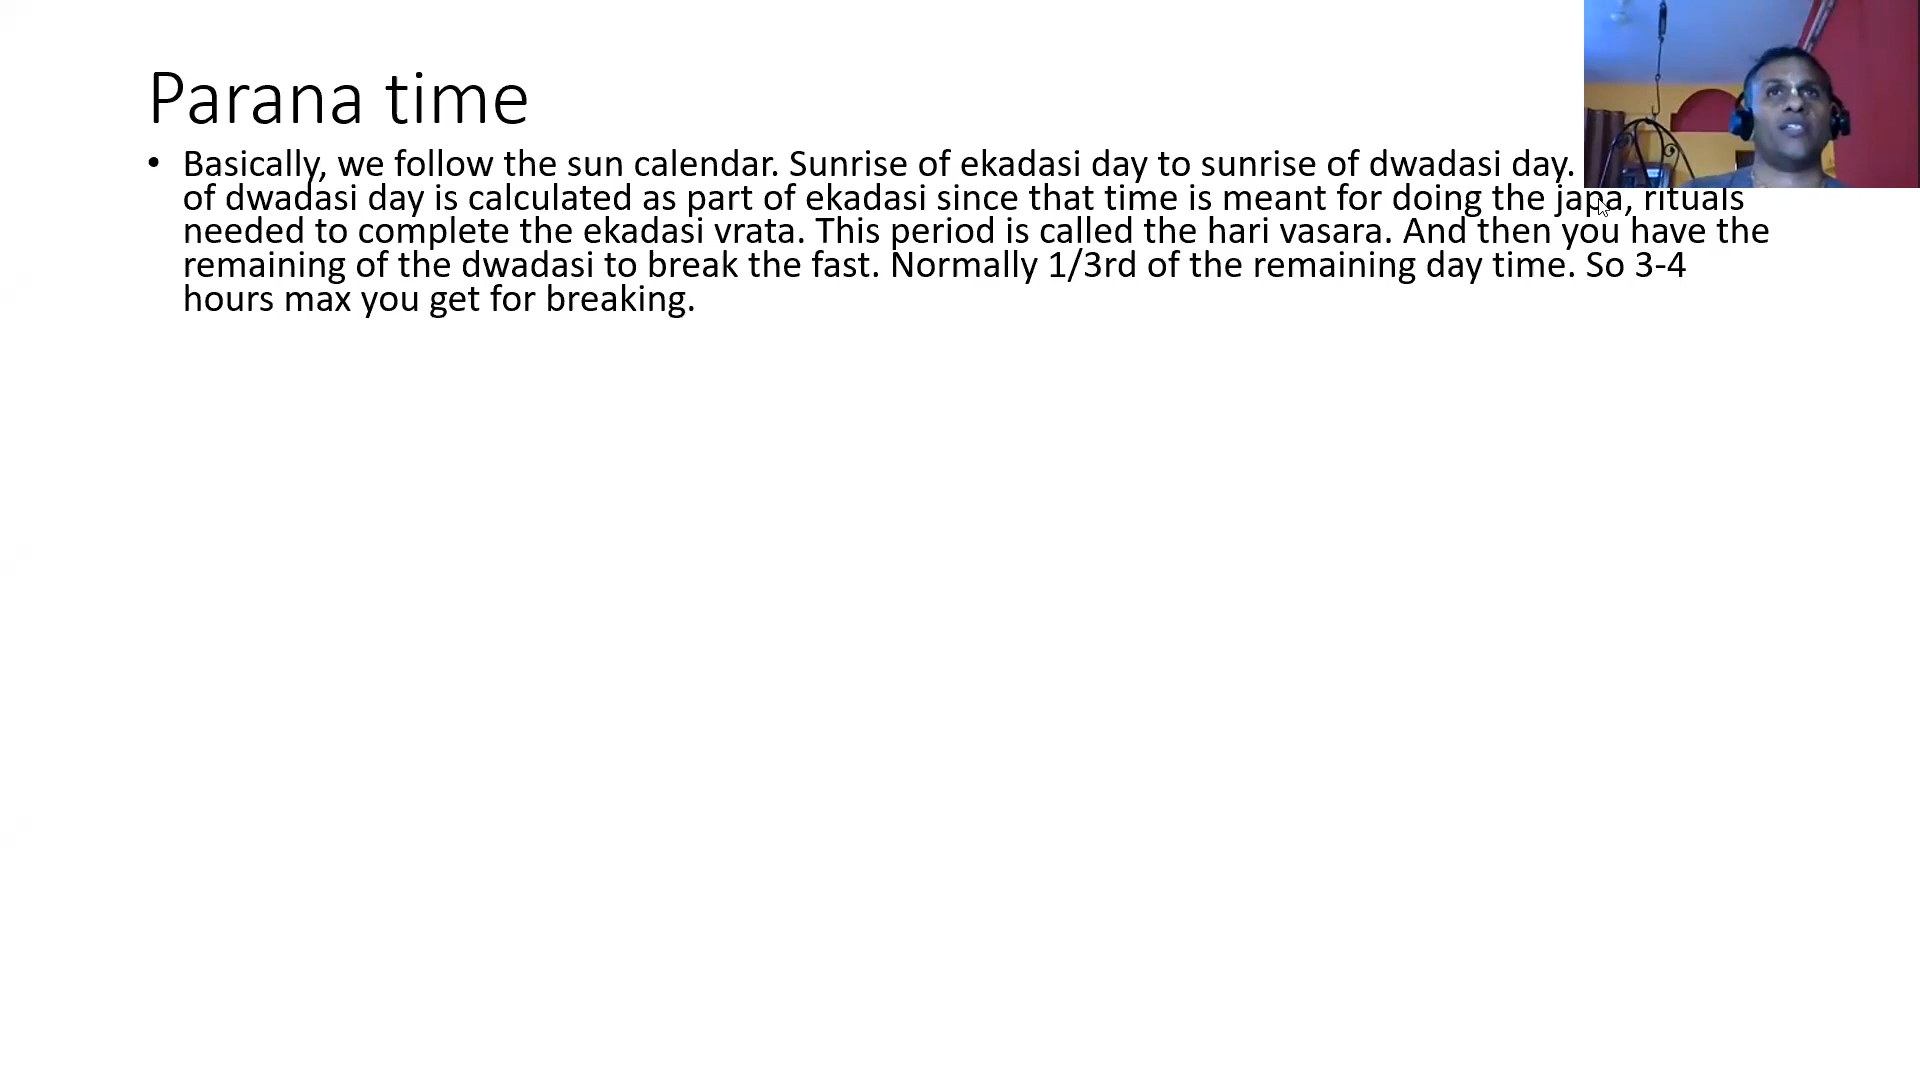 Parana time
• Basically, we follow the sun calendar. Sunrise of ekadasi day to sunrise of dwadasi day.
of dwadasi day is calculated as part of ekadasi since that time is meant for doing the japa, rituals
needed to complete the ekadasi vrata. This period is called the hari vasara. And then you have the
remaining of the dwadasi to break the fast. Normally 1/3rd of the remaining day time. So 3-4
hours max you get for breaking.